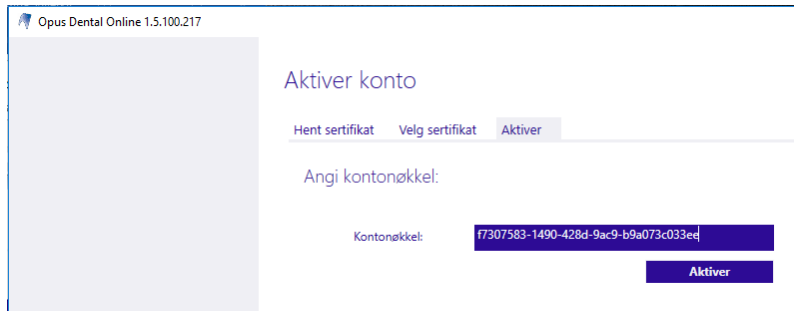 Opus Dental Online 1.5.100.217
Aktiver konto
Hent sertifikat Velg sertifikat Aktiver
Angi kontonøkkel:
Kontonøkkel: f7307583-1490-428d-9ac9-b9a073c033ee
Aktiver